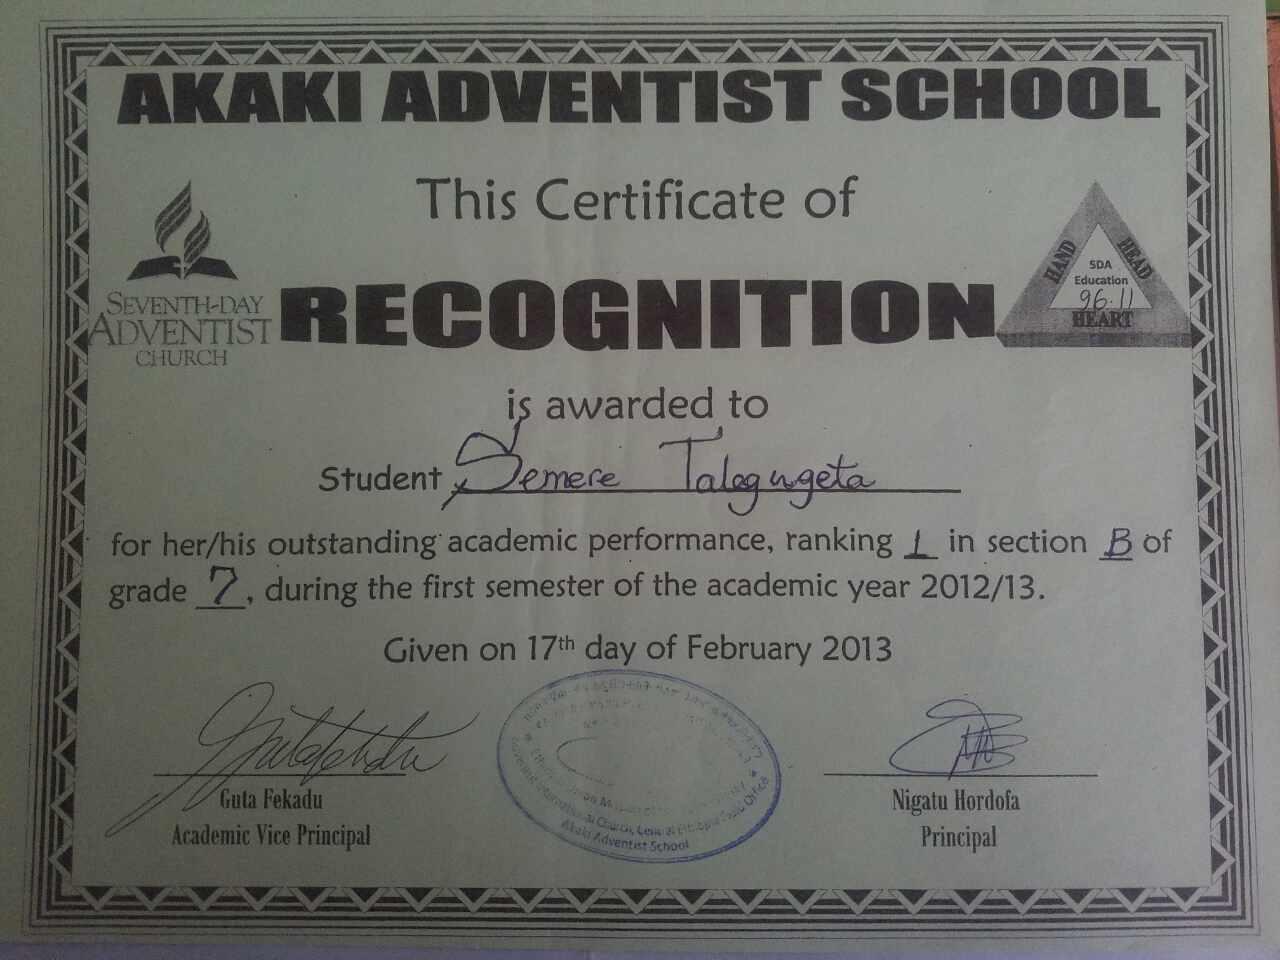 AKAKI ADVENTIST SCHOOL
This Certificate of
SEVENTH-DAY
ADVENTIST
CHURCH
RECOGNITION
HAND
HEAD
SDA
Education
96.11
HEART
is awarded to
Student Semere Talegngeta
for her/his outstanding academic performance, ranking 1 in section B of
grade 7, during the first semester of the academic year 2012/13.
Given on 17th day of February 2013
Guta Fekadu
Academic Vice Principal
Akaki Adventist School
Nigatu Hordofa
Principal